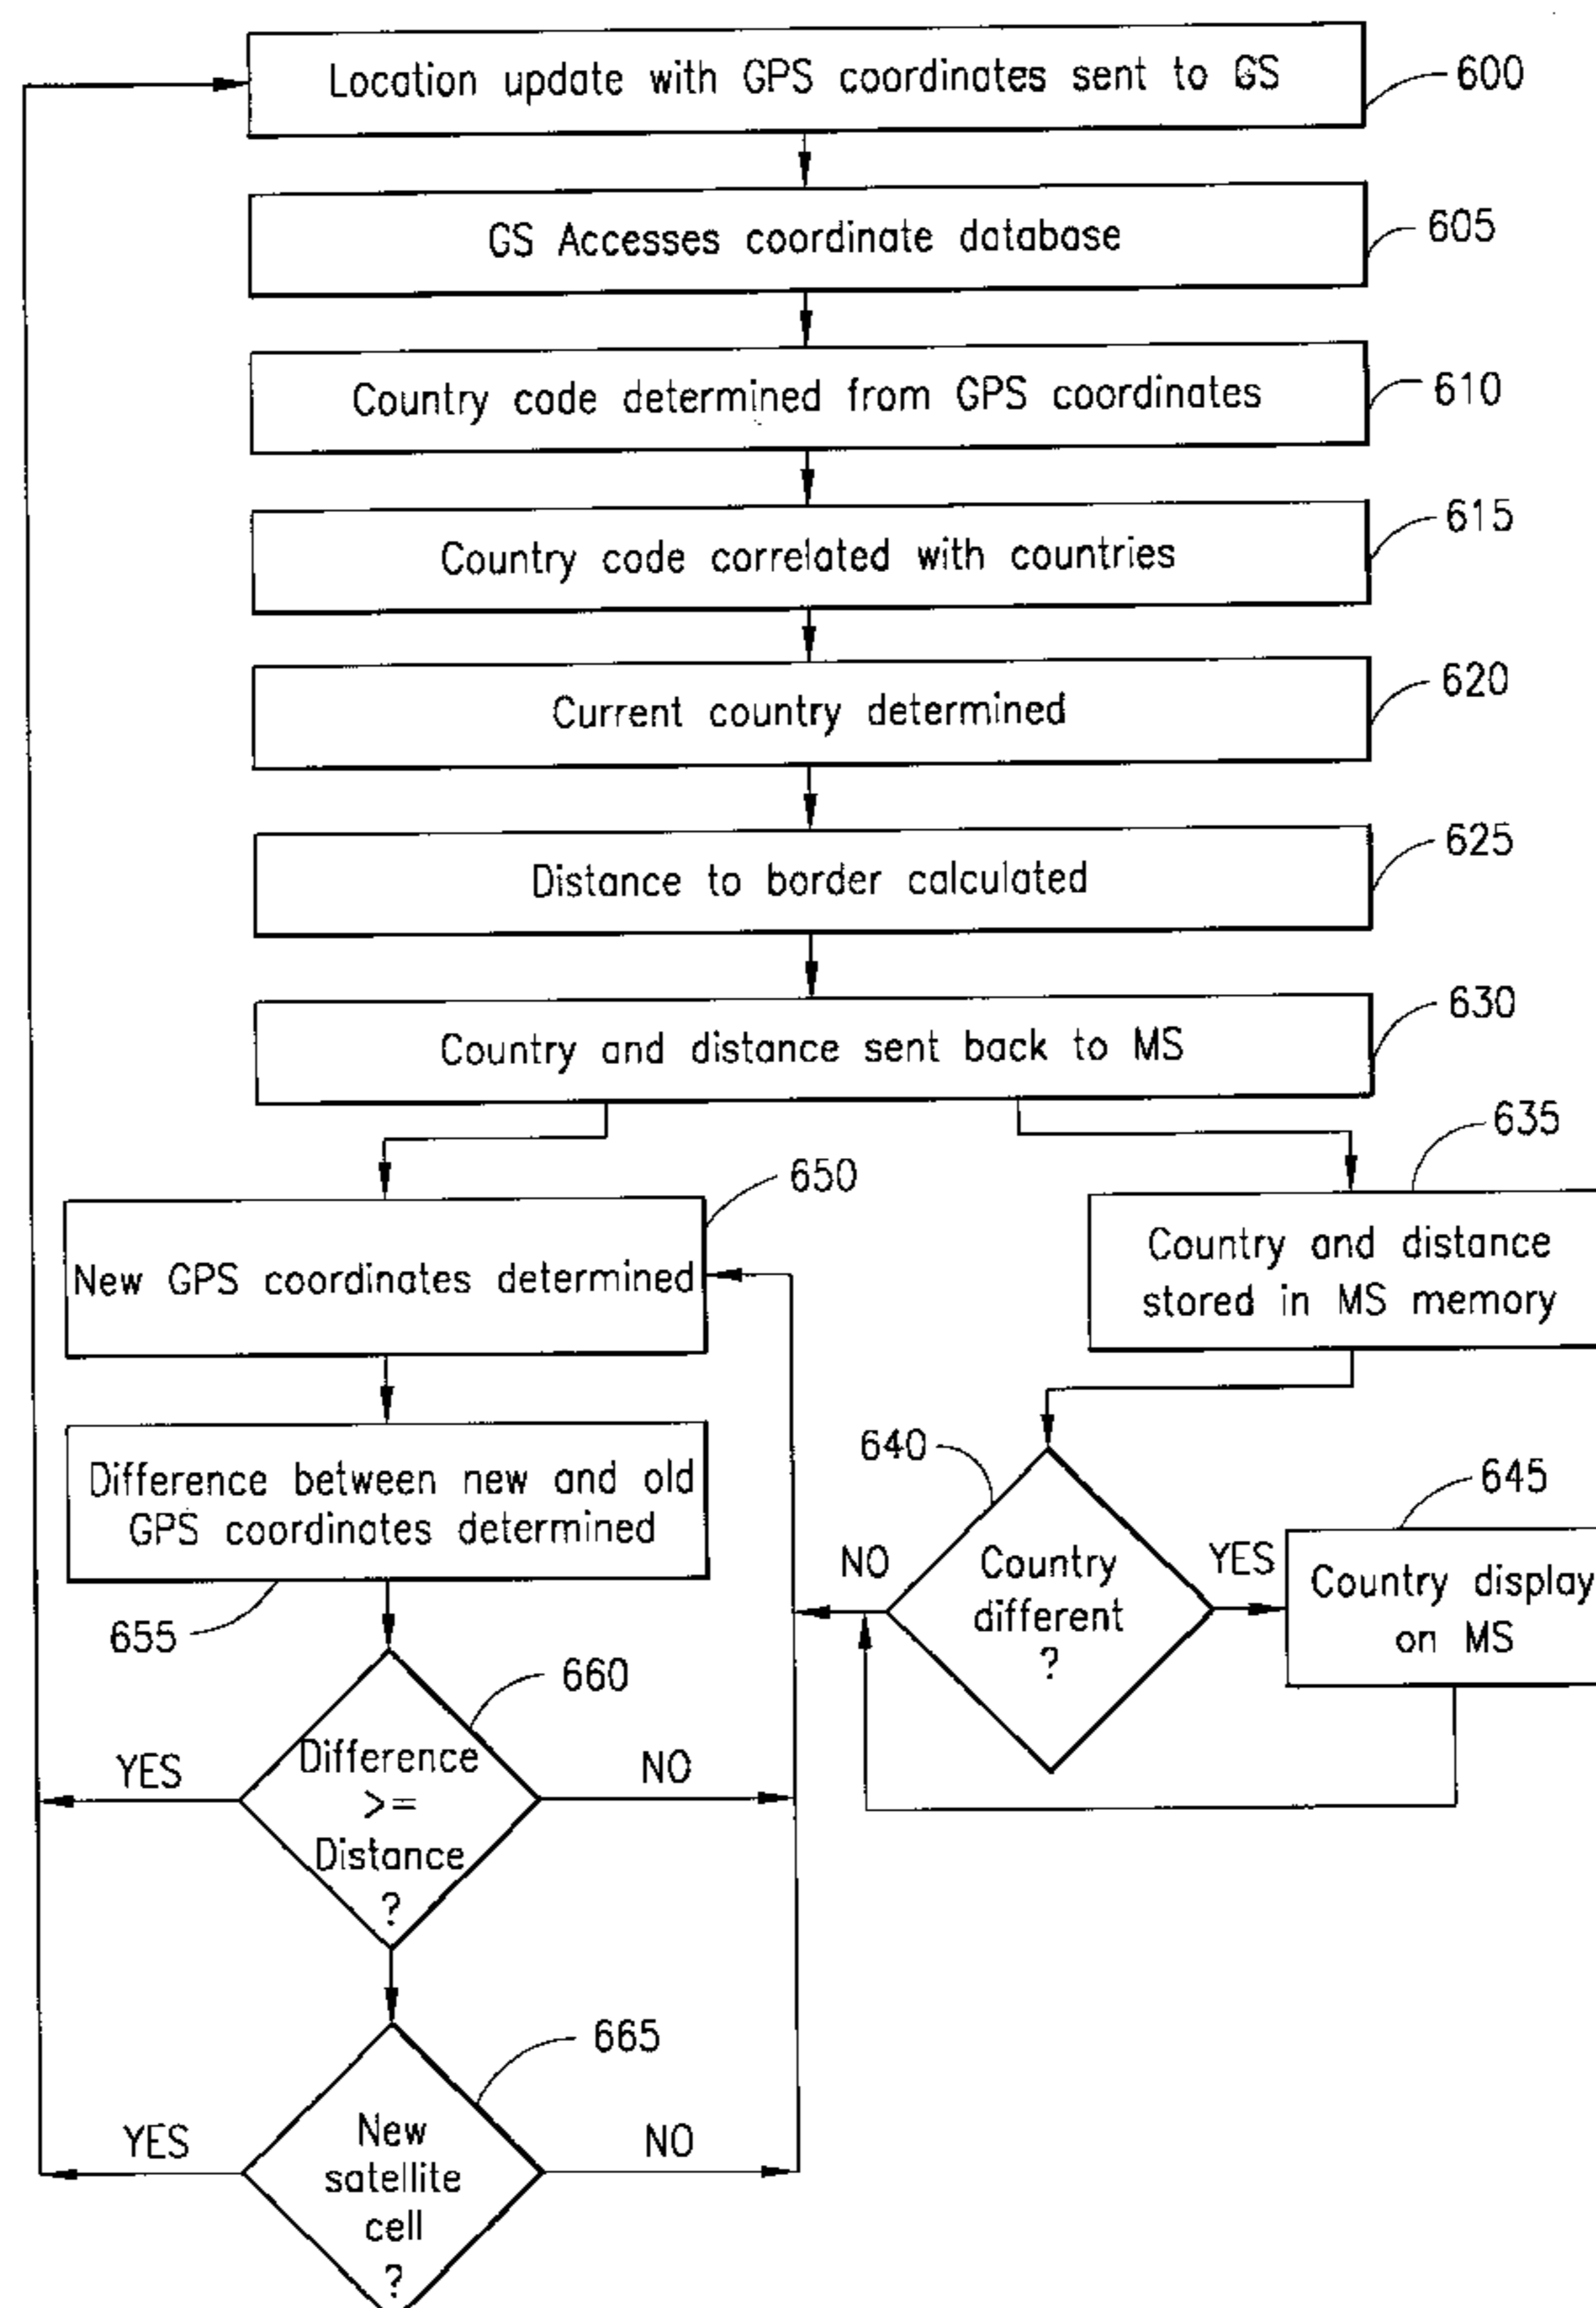 Location update with GPS coordinates sent to GS
600
GS Accesses coordinate database
605
Country code determined from GPS coordinates
610
Country code correlated with countries
615
Current country determined
620
Distance to border calculated
625
Country and distance sent back to MS
630
635
650
New GPS coordinates determined
Country and distance
stored in MS memory
640
645
Difference between new and old
GPS coordinates determined
655
NO
Country
different
?
YES
Country display
on MS
660
YES
Difference
>=
Distance
?
NO
665
YES
New
satellite
cell
?
NO